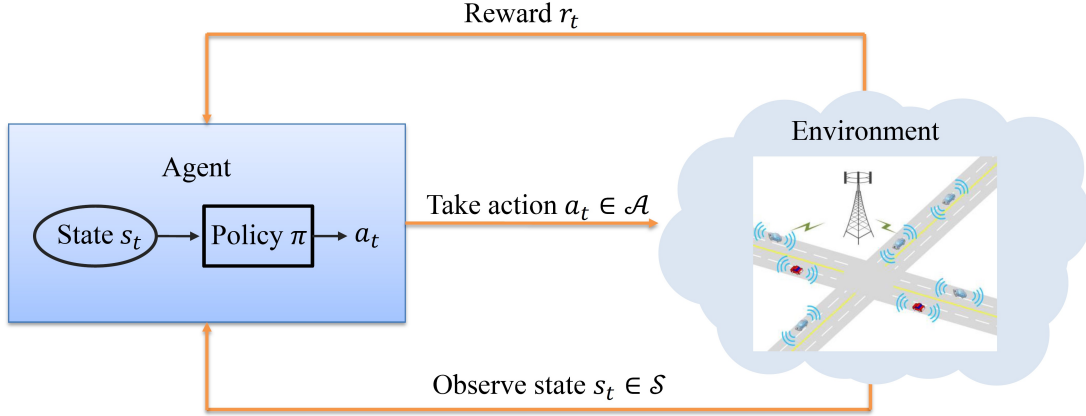 Reward r_t
Environment
Agent
Take action a_t ∈ 𝒜
State s_t
Policy π
a_t
Observe state s_t ∈ 𝒮